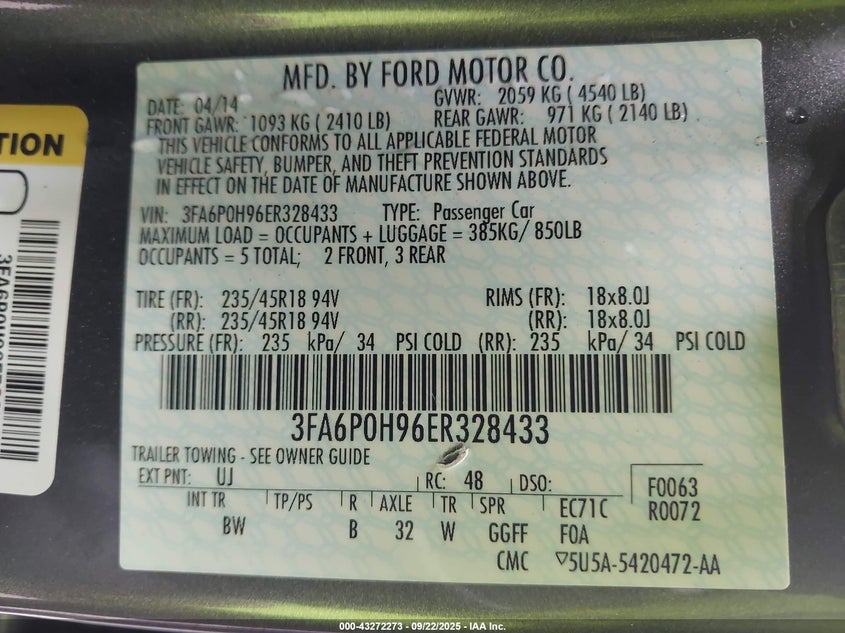 TION
3FA6P0H96ER3
MFD. BY FORD MOTOR CO.
DATE: 04/14 GVWR: 2059 KG ( 4540 LB)
FRONT GAWR: 1093 KG ( 2410 LB) REAR GAWR: 971 KG ( 2140 LB)
THIS VEHICLE CONFORMS TO ALL APPLICABLE FEDERAL MOTOR
VEHICLE SAFETY, BUMPER, AND THEFT PREVENTION STANDARDS
IN EFFECT ON THE DATE OF MANUFACTURE SHOWN ABOVE.
VIN: 3FA6P0H96ER328433 TYPE: Passenger Car
MAXIMUM LOAD = OCCUPANTS + LUGGAGE = 385KG/ 850LB
OCCUPANTS = 5 TOTAL; 2 FRONT, 3 REAR
TIRE (FR): 235/45R18 94V RIMS (FR): 18x8.0J
(RR): 235/45R18 94V (RR): 18x8.0J
PRESSURE (FR): 235 kPa/ 34 PSI COLD (RR): 235 kPa/ 34 PSI COLD
3FA6P0H96ER328433
TRAILER TOWING - SEE OWNER GUIDE
EXT PNT: UJ RC: 48 DSO: F0063
INT TR TP/PS R AXLE TR SPR EC71C R0072
BW B 32 W GGFF FOA
CMC ▽5U5A-5420472-AA
000-43272273 - 09/22/2025 - IAA Inc.